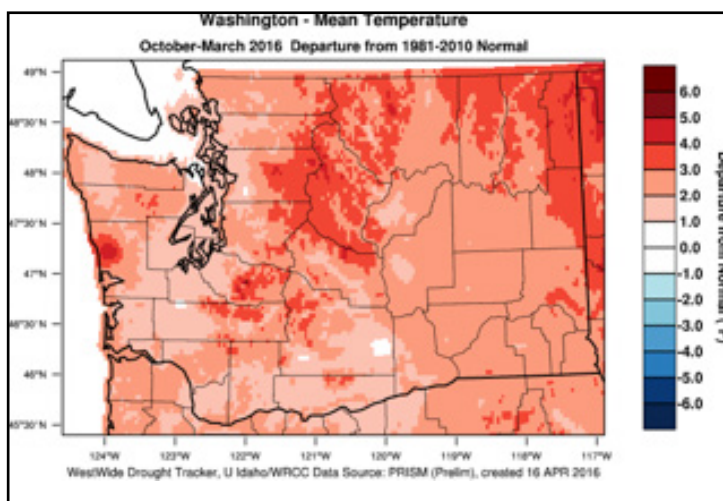 Washington - Mean Temperature
October-March 2016 Departure from 1981-2010 Normal
49°N
48°30'N
48°N
47°30'N
47°N
46°30'N
46°N
45°30'N
124°W
123°W
122°W
121°W
120°W
119°W
118°W
117°W
6.0
5.0
4.0
3.0
2.0
1.0
0.0
-1.0
-2.0
-3.0
-4.0
-5.0
-6.0
Departure from Normal (°F)
WestWide Drought Tracker, U Idaho/WRCC Data Source: PRISM (Prelim), created 16 APR 2016